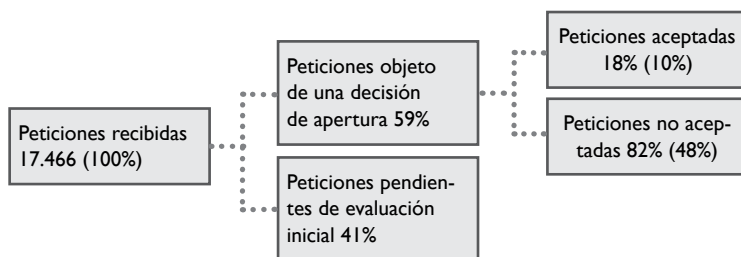 Peticiones recibidas
17.466 (100%)
Peticiones objeto
de una decisión
de apertura 59%
Peticiones pendien-
tes de evaluación
inicial 41%
Peticiones aceptadas
18% (10%)
Peticiones no acep-
tadas 82% (48%)